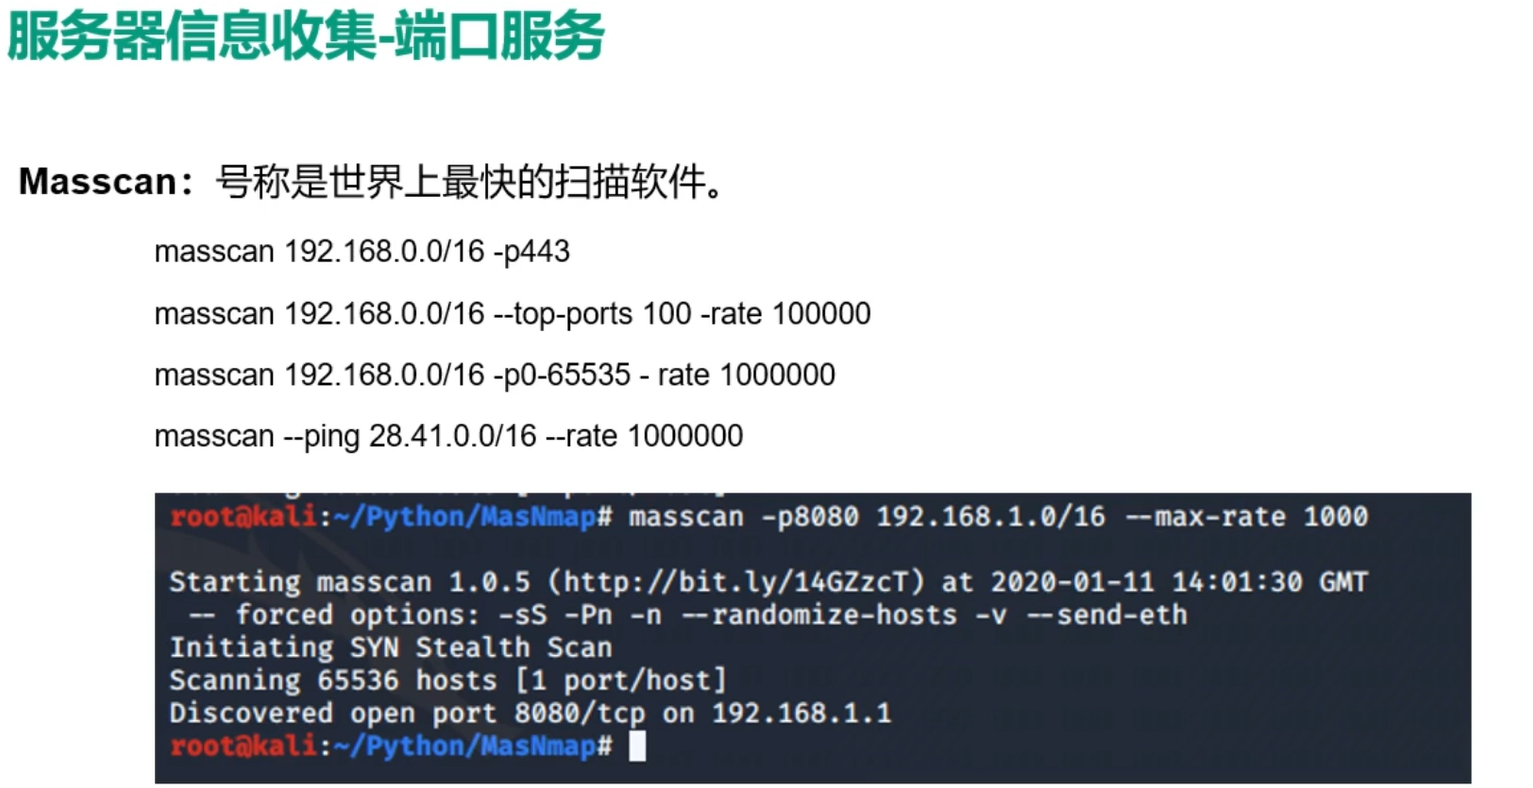 服务器信息收集-端口服务
Masscan：号称是世界上最快的扫描软件。
masscan 192.168.0.0/16 -p443
masscan 192.168.0.0/16 --top-ports 100 -rate 100000
masscan 192.168.0.0/16 -p0-65535 - rate 1000000
masscan --ping 28.41.0.0/16 --rate 1000000
root@kali:~/Python/MasNmap# masscan -p8080 192.168.1.0/16 --max-rate 1000
Starting masscan 1.0.5 (http://bit.ly/14GZzcT) at 2020-01-11 14:01:30 GMT
-- forced options: -sS -Pn -n --randomize-hosts -v --send-eth
Initiating SYN Stealth Scan
Scanning 65536 hosts [1 port/host]
Discovered open port 8080/tcp on 192.168.1.1
root@kali:~/Python/MasNmap#